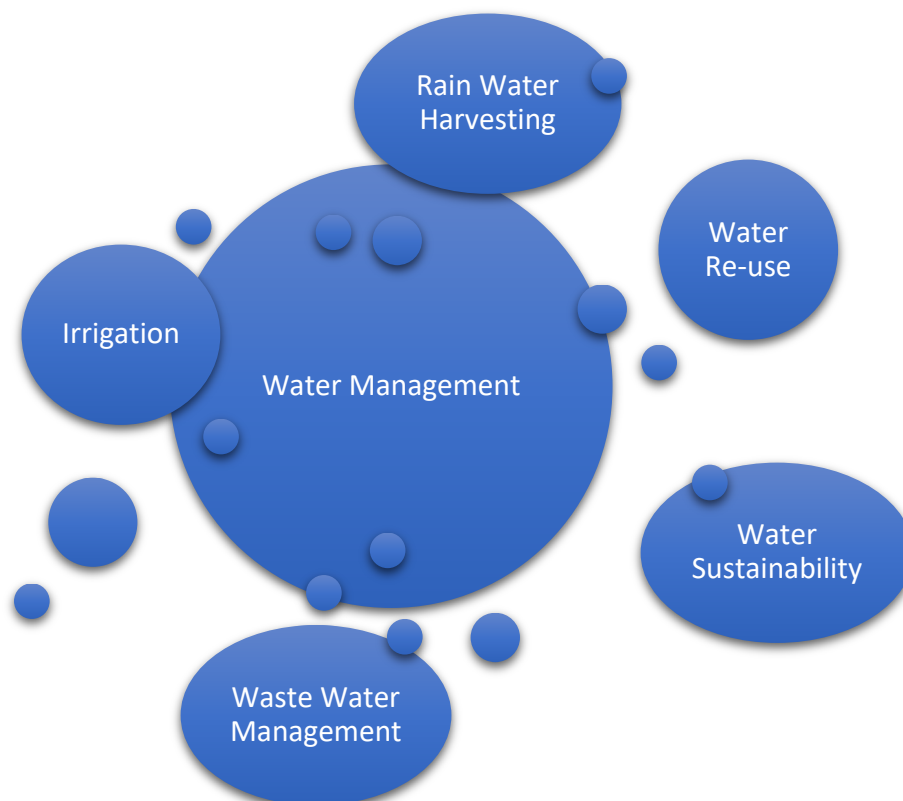 Rain Water
Harvesting
Water
Re-use
Irrigation
Water Management
Water
Sustainability
Waste Water
Management